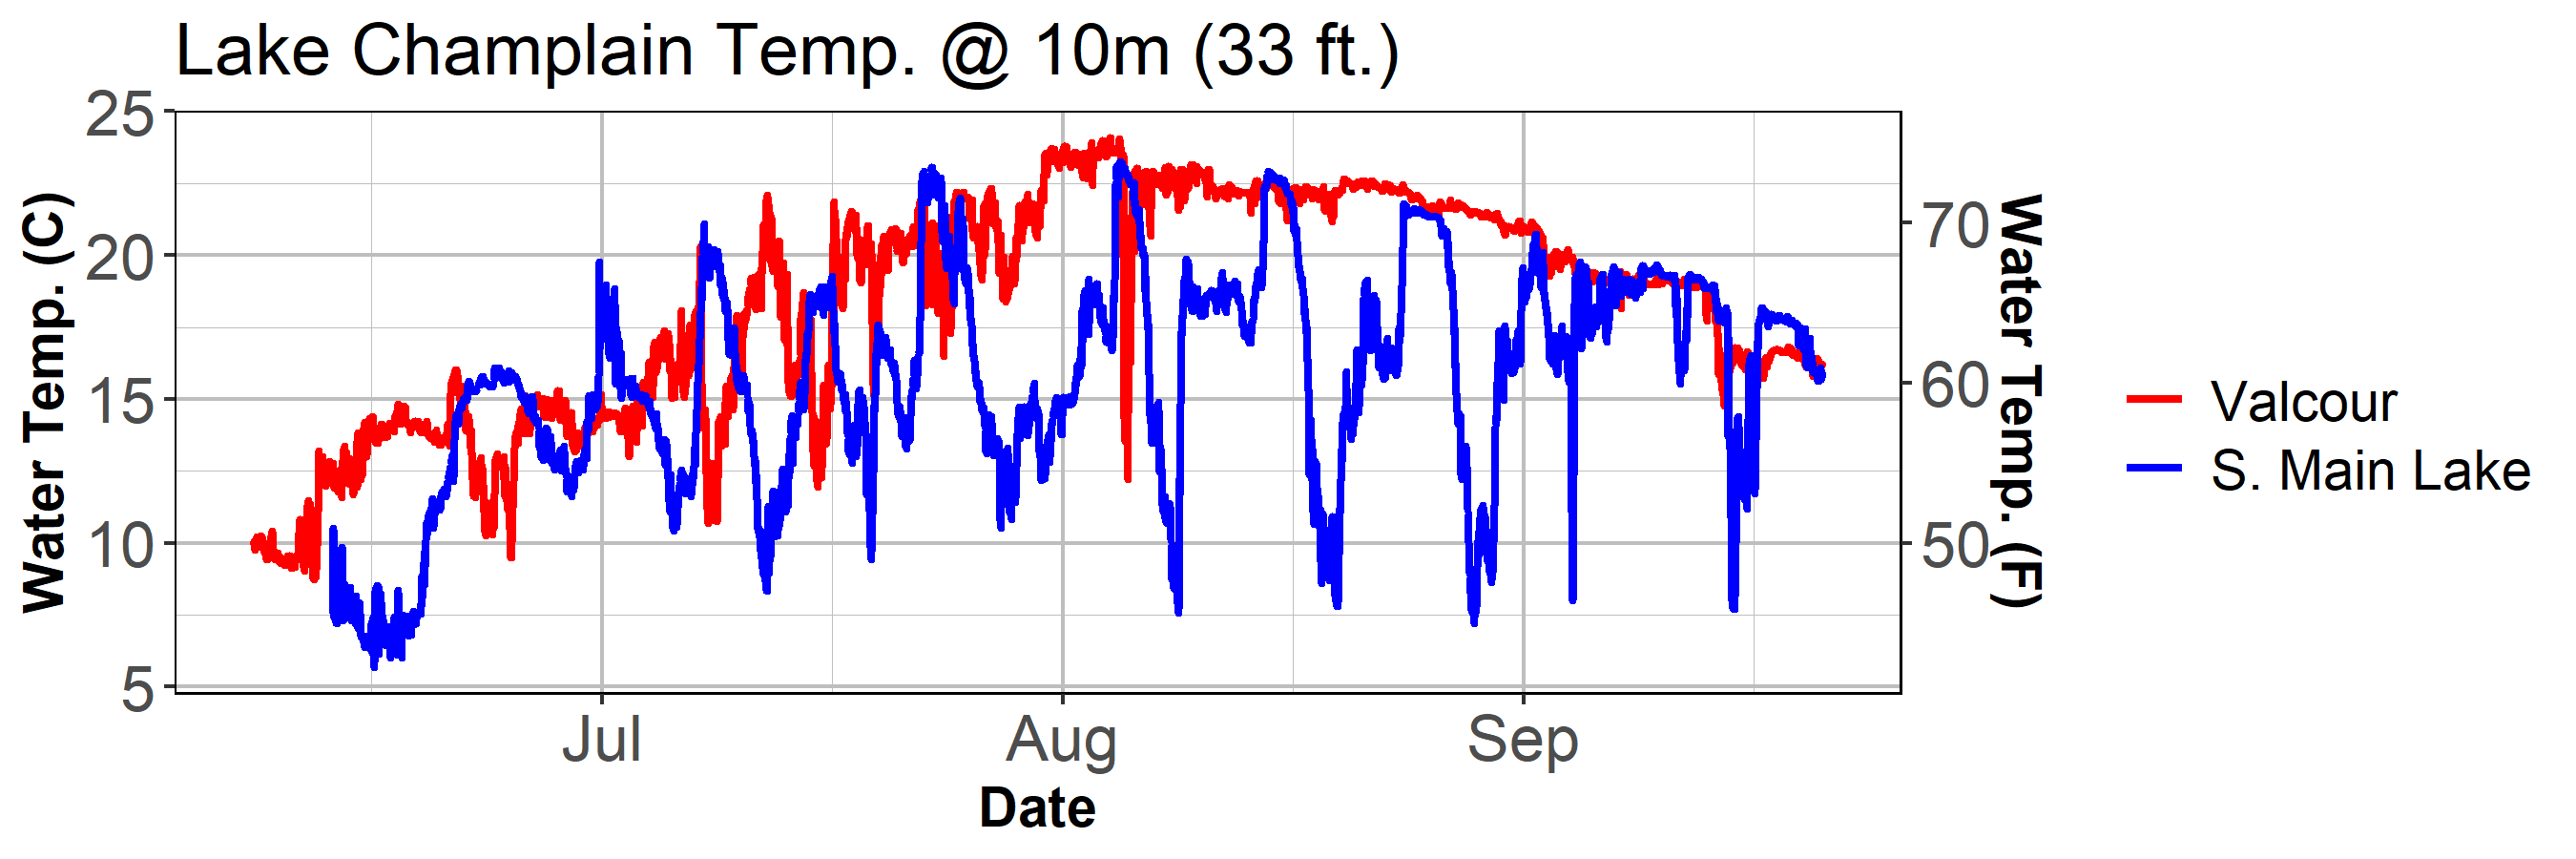 Lake Champlain Temp. @ 10m (33 ft.)
Water Temp. (C)
25
20
15
10
5
70
60
50
Water Temp. (F)
Jul
Aug
Sep
Date
Valcour
S. Main Lake